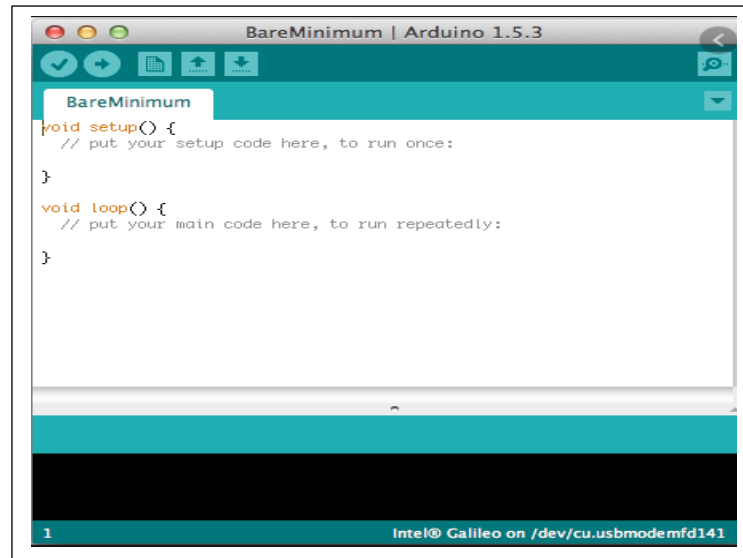 BareMinimum | Arduino 1.5.3
BareMinimum
void setup() {
  // put your setup code here, to run once:
}
void loop() {
  // put your main code here, to run repeatedly:
}
1
Intel® Galileo on /dev/cu.usbmodemfd141